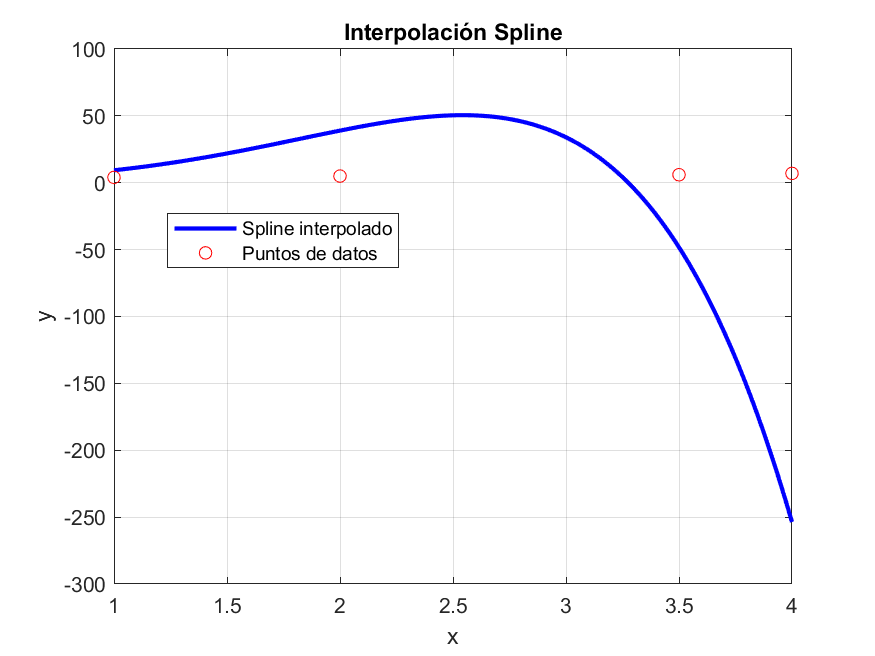 Interpolación Spline
100
50
0
-50
-100
-150
-200
-250
-300
y
Spline interpolado
Puntos de datos
1 1.5 2 2.5 3 3.5 4
x